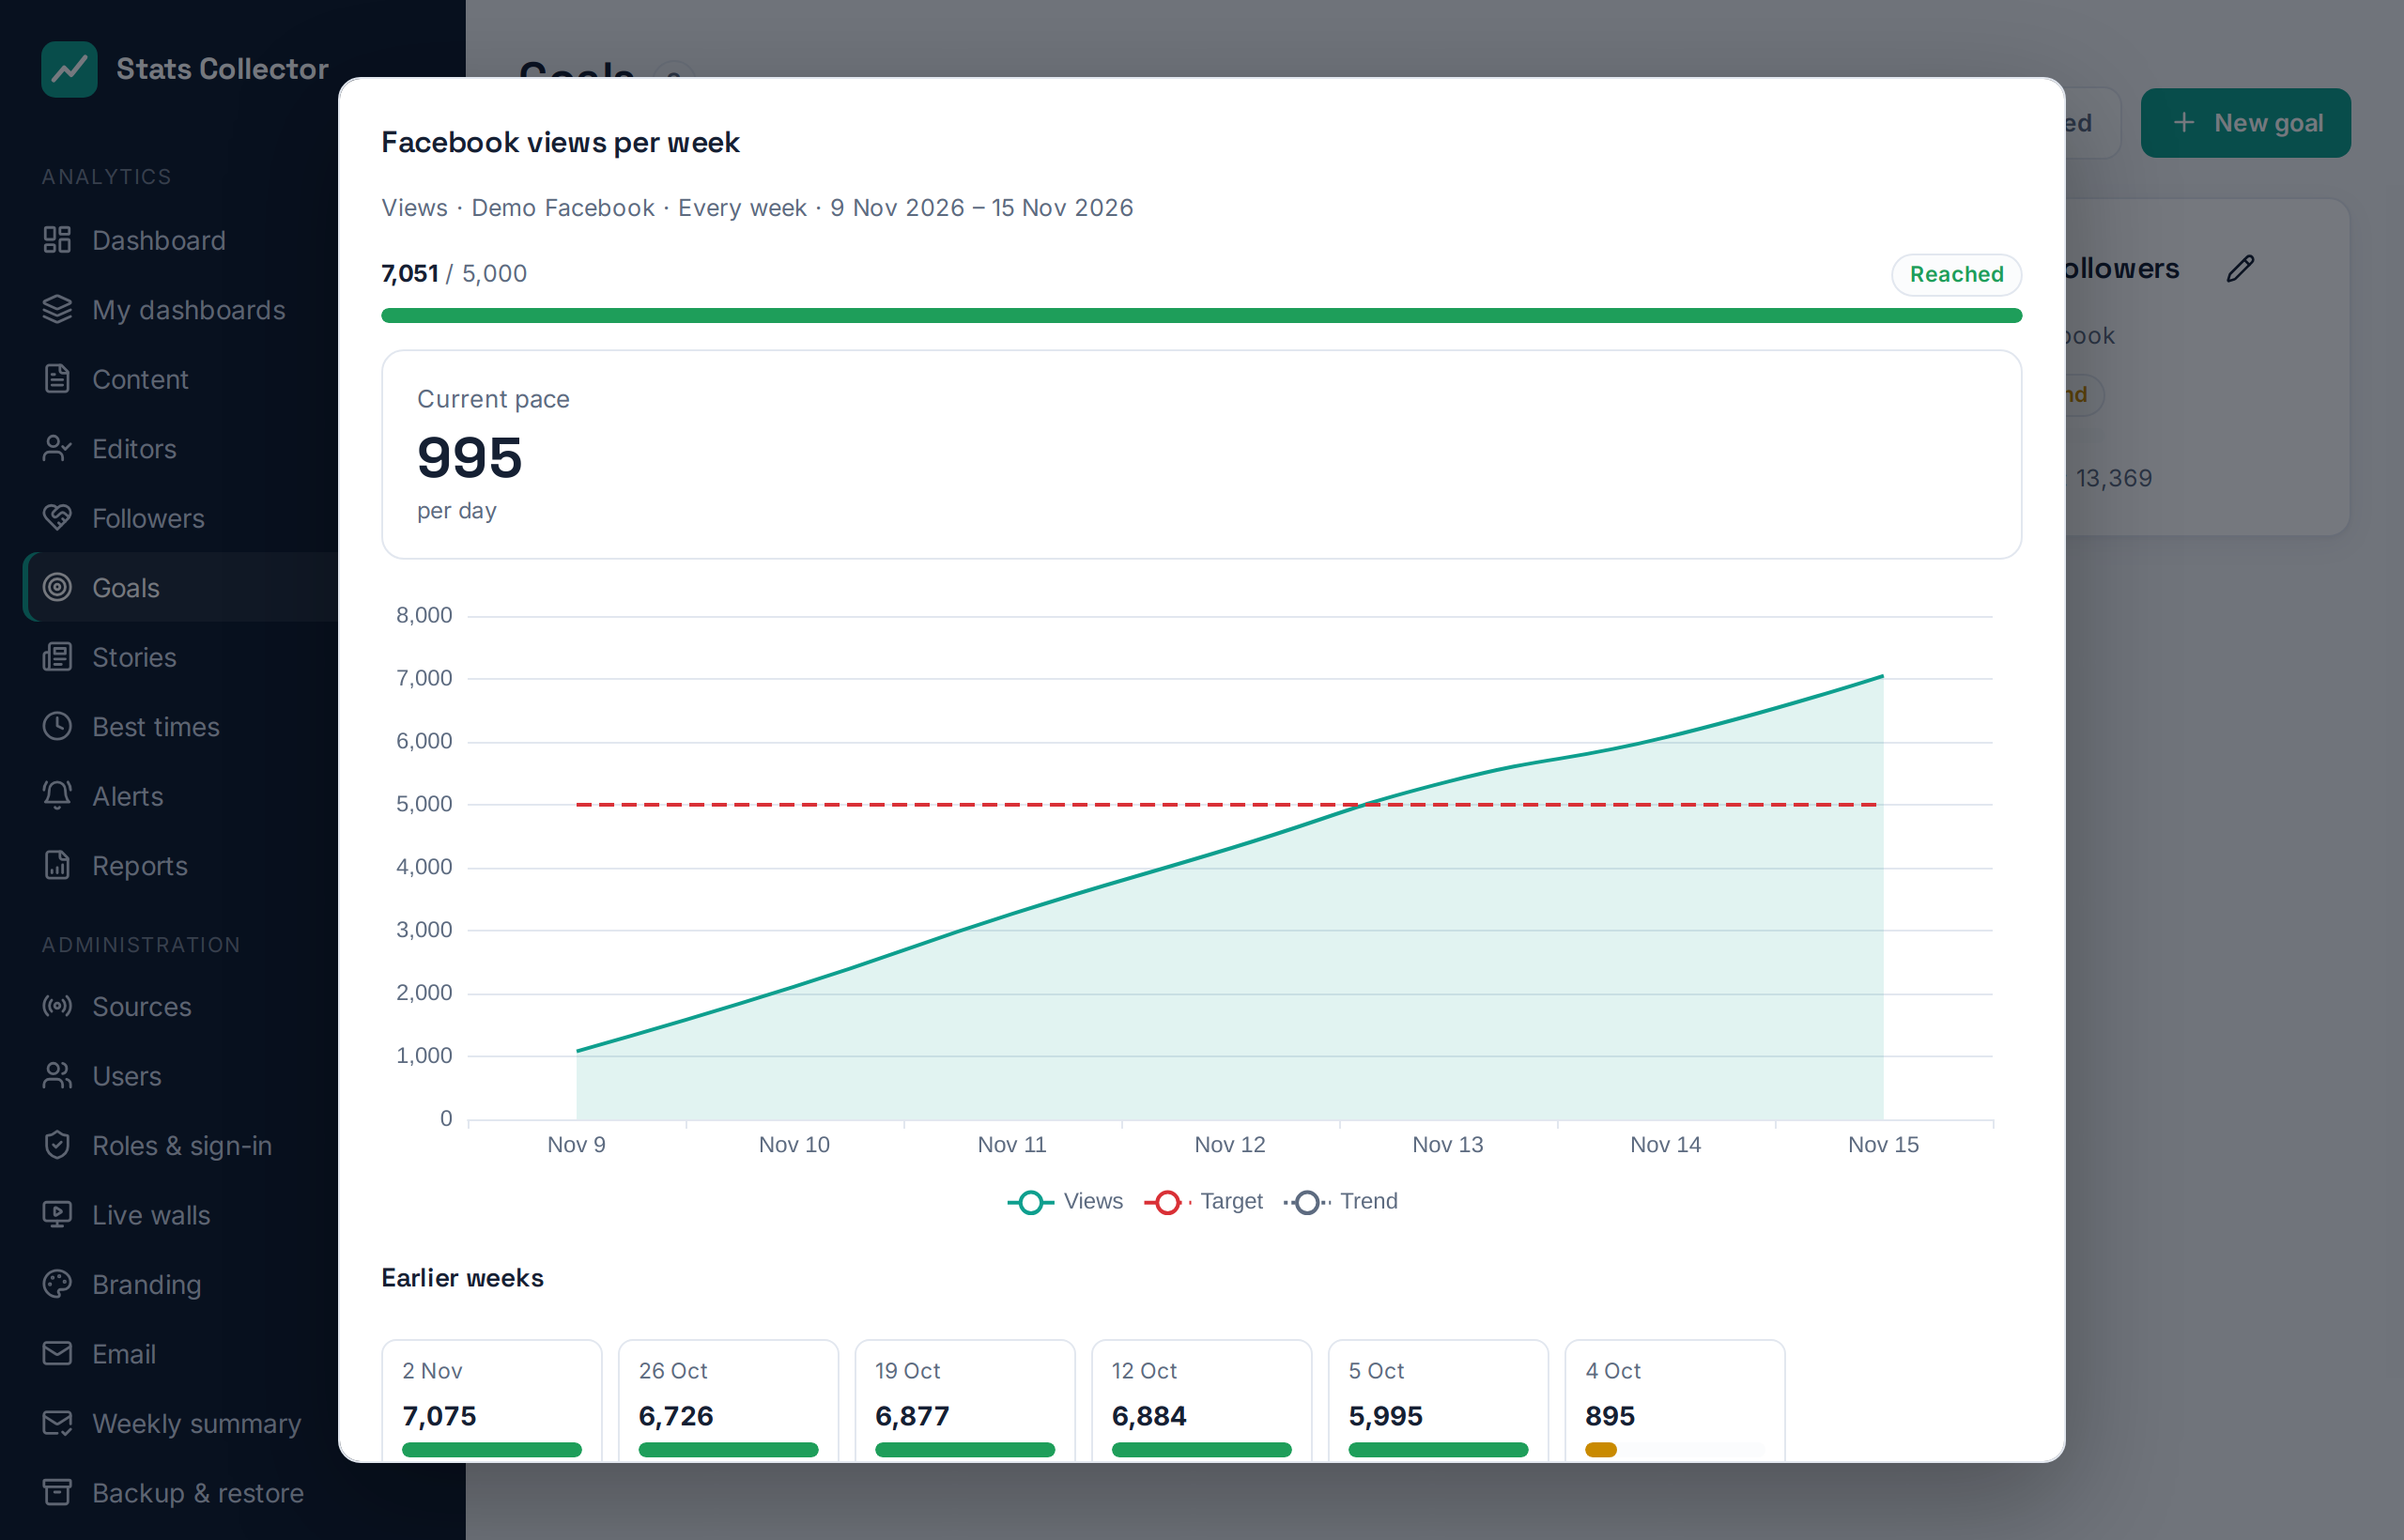 Stats Collector
ANALYTICS
Dashboard
My dashboards
Content
Editors
Followers
Goals
Stories
Best times
Alerts
Reports
ADMINISTRATION
Sources
Users
Roles & sign-in
Live walls
Branding
Email
Weekly summary
Backup & restore
New goal
13,369
Facebook views per week
Views · Demo Facebook · Every week · 9 Nov 2026 – 15 Nov 2026
7,051 / 5,000
Reached
Current pace
995
per day
8,000
7,000
6,000
5,000
4,000
3,000
2,000
1,000
0
Nov 9 Nov 10 Nov 11 Nov 12 Nov 13 Nov 14 Nov 15
Views Target Trend
Earlier weeks
2 Nov 26 Oct 19 Oct 12 Oct 5 Oct 4 Oct
7,075 6,726 6,877 6,884 5,995 895